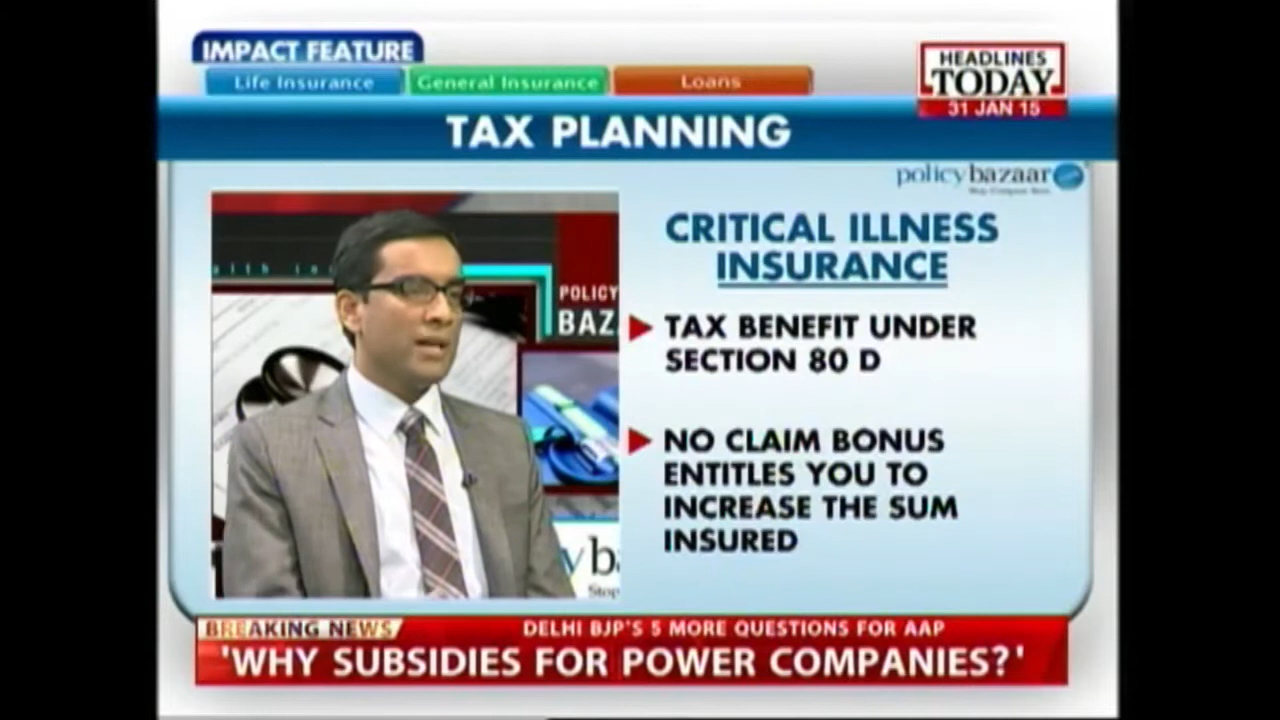 IMPACT FEATURE
Life Insurance
General Insurance
Loans
HEADLINES
TODAY
31 JAN 15
TAX PLANNING
policybazaar
CRITICAL ILLNESS
INSURANCE
TAX BENEFIT UNDER
SECTION 80 D
NO CLAIM BONUS
ENTITLES YOU TO
INCREASE THE SUM
INSURED
POLICY
BAZ
yb
Stop
BREAKING NEWS
DELHI BJP'S 5 MORE QUESTIONS FOR AAP
'WHY SUBSIDIES FOR POWER COMPANIES?'